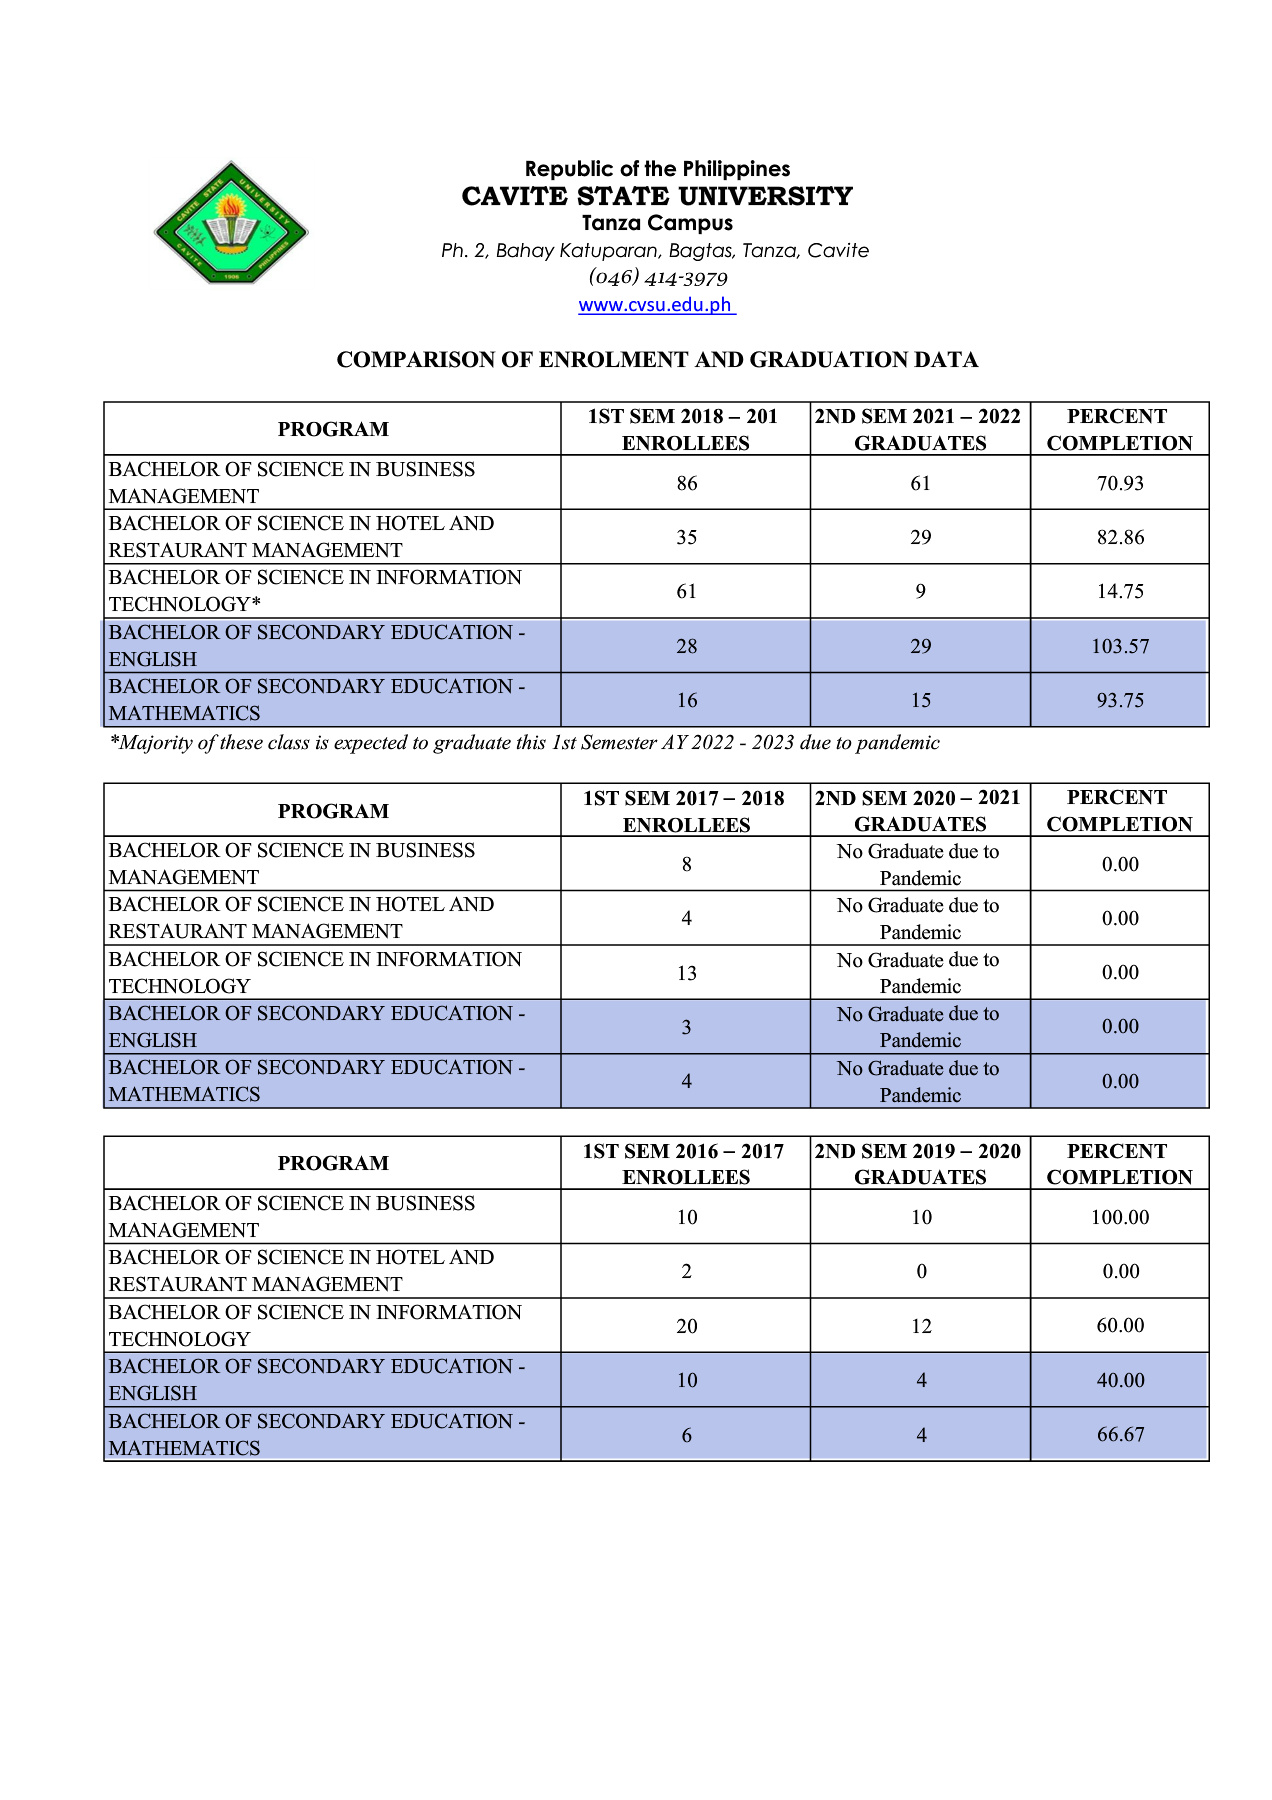 CAVITE STATE UNIVERSITY
CAVITE
PHILIPPINES
1906
Republic of the Philippines
CAVITE STATE UNIVERSITY
Tanza Campus
Ph. 2, Bahay Katuparan, Bagtas, Tanza, Cavite
(046) 414-3979
www.cvsu.edu.ph
COMPARISON OF ENROLMENT AND GRADUATION DATA
PROGRAM 1ST SEM 2018 – 201 ENROLLEES 2ND SEM 2021 – 2022 GRADUATES PERCENT COMPLETION
BACHELOR OF SCIENCE IN BUSINESS MANAGEMENT 86 61 70.93
BACHELOR OF SCIENCE IN HOTEL AND RESTAURANT MANAGEMENT 35 29 82.86
BACHELOR OF SCIENCE IN INFORMATION TECHNOLOGY* 61 9 14.75
BACHELOR OF SECONDARY EDUCATION - ENGLISH 28 29 103.57
BACHELOR OF SECONDARY EDUCATION - MATHEMATICS 16 15 93.75
*Majority of these class is expected to graduate this 1st Semester AY 2022 - 2023 due to pandemic
PROGRAM 1ST SEM 2017 – 2018 ENROLLEES 2ND SEM 2020 – 2021 GRADUATES PERCENT COMPLETION
BACHELOR OF SCIENCE IN BUSINESS MANAGEMENT 8 No Graduate due to Pandemic 0.00
BACHELOR OF SCIENCE IN HOTEL AND RESTAURANT MANAGEMENT 4 No Graduate due to Pandemic 0.00
BACHELOR OF SCIENCE IN INFORMATION TECHNOLOGY 13 No Graduate due to Pandemic 0.00
BACHELOR OF SECONDARY EDUCATION - ENGLISH 3 No Graduate due to Pandemic 0.00
BACHELOR OF SECONDARY EDUCATION - MATHEMATICS 4 No Graduate due to Pandemic 0.00
PROGRAM 1ST SEM 2016 – 2017 ENROLLEES 2ND SEM 2019 – 2020 GRADUATES PERCENT COMPLETION
BACHELOR OF SCIENCE IN BUSINESS MANAGEMENT 10 10 100.00
BACHELOR OF SCIENCE IN HOTEL AND RESTAURANT MANAGEMENT 2 0 0.00
BACHELOR OF SCIENCE IN INFORMATION TECHNOLOGY 20 12 60.00
BACHELOR OF SECONDARY EDUCATION - ENGLISH 10 4 40.00
BACHELOR OF SECONDARY EDUCATION - MATHEMATICS 6 4 66.67